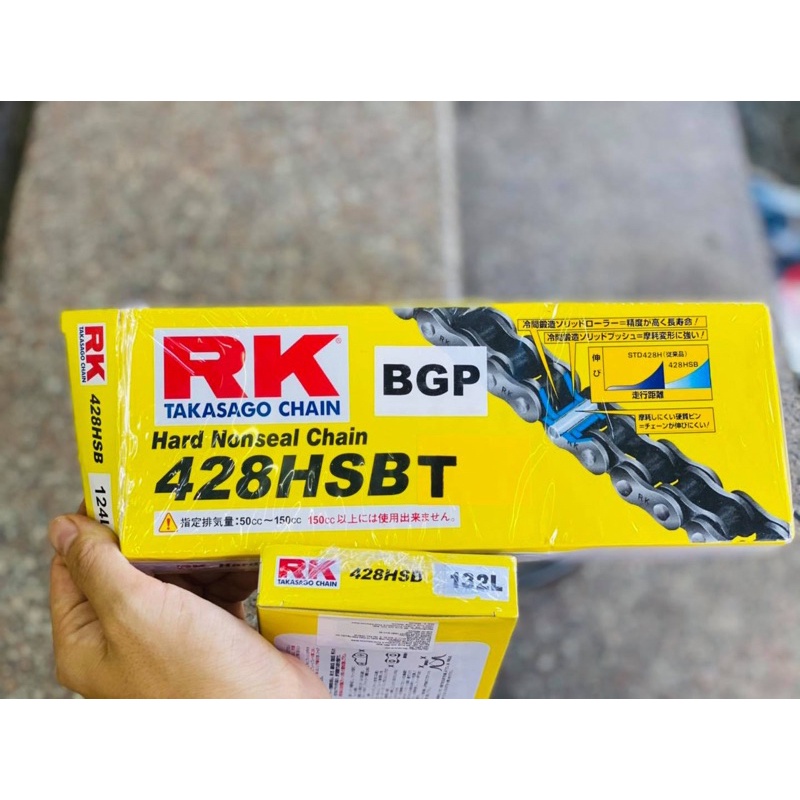 RK
TAKASAGO CHAIN
428HSB
124L
RK®
TAKASAGO CHAIN
BGP
Hard Nonseal Chain
428HSBT
指定排気量:50cc～150cc 150cc以上には使用出来ません。
冷間鍛造ソリッドローラー=精度が高く長寿命!
冷間鍛造ソリッドブッシュ=摩耗変形に強い!
伸び
STD428H(従来品)
428HSB
走行距離
摩耗しにくい硬質ピン
=チェーンが伸びにくい!
RK
RK
RK
TAKASAGO CHAIN
428HSB
132L